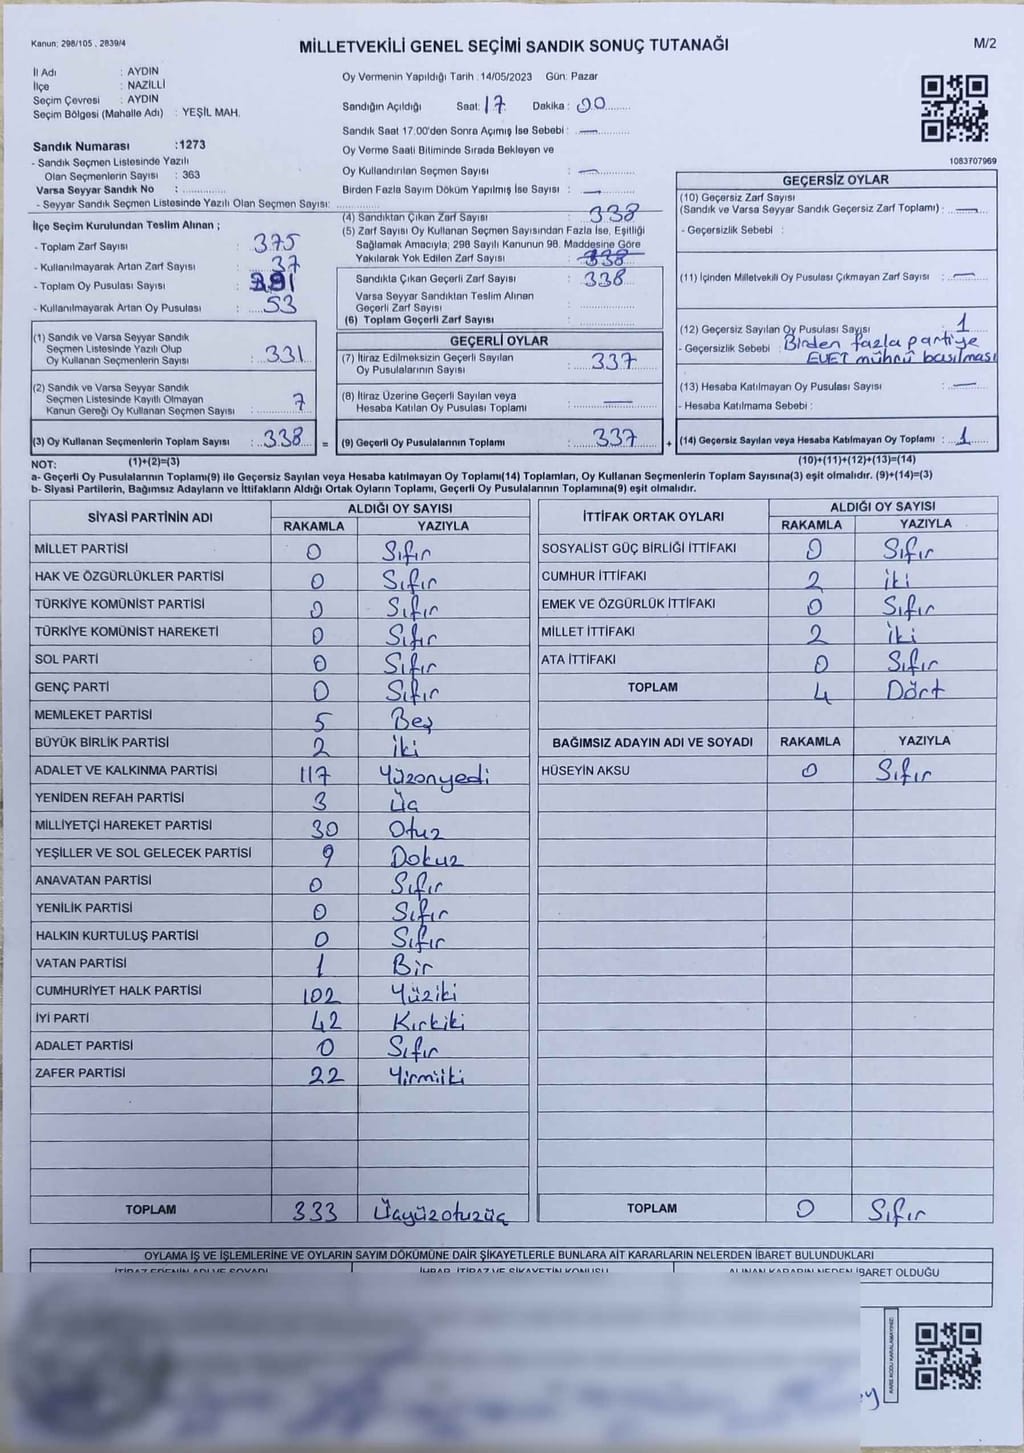 Kanun; 298/105 , 2839/4
MİLLETVEKİLİ GENEL SEÇİMİ SANDIK SONUÇ TUTANAĞI
M/2
İl Adı : AYDIN
İlçe : NAZİLLİ
Seçim Çevresi : AYDIN
Seçim Bölgesi (Mahalle Adı) : YEŞİL MAH.
Sandık Numarası :1273
- Sandık Seçmen Listesinde Yazılı
Olan Seçmenlerin Sayısı : 363
Varsa Seyyar Sandık No :
- Seyyar Sandık Seçmen Listesinde Yazılı Olan Seçmen Sayısı:
Oy Vermenin Yapıldığı Tarih :14/05/2023 Gün: Pazar
Sandığın Açıldığı Saat: 17 Dakika : 00
Sandık Saat 17.00'den Sonra Açımış İse Sebebi : —
Oy Verme Saati Bitiminde Sırada Bekleyen ve
Oy Kullandırılan Seçmen Sayısı : —
Birden Fazla Sayım Döküm Yapılmış İse Sayısı : —
1083707969
İlçe Seçim Kurulundan Teslim Alınan ;
- Toplam Zarf Sayısı : 375
- Kullanılmayarak Artan Zarf Sayısı : 37
- Toplam Oy Pusulası Sayısı : 391
- Kullanılmayarak Artan Oy Pusulası : 53
(1) Sandık ve Varsa Seyyar Sandık
Seçmen Listesinde Yazılı Olup
Oy Kullanan Seçmenlerin Sayısı : 331
(2) Sandık ve Varsa Seyyar Sandık
Seçmen Listesinde Kayıtlı Olmayan
Kanun Gereği Oy Kullanan Seçmen Sayısı : 7
(3) Oy Kullanan Seçmenlerin Toplam Sayısı : 338 =
(4) Sandıktan Çıkan Zarf Sayısı : 338
(5) Zarf Sayısı Oy Kullanan Seçmen Sayısından Fazla İse, Eşitliği
Sağlamak Amacıyla; 298 Sayılı Kanunun 98. Maddesine Göre
Yakılarak Yok Edilen Zarf Sayısı : 338
Sandıkta Çıkan Geçerli Zarf Sayısı : 338
Varsa Seyyar Sandıktan Teslim Alınan
Geçerli Zarf Sayısı :
(6) Toplam Geçerli Zarf Sayısı :
GEÇERLİ OYLAR
(7) İtiraz Edilmeksizin Geçerli Sayılan
Oy Pusulalarının Sayısı : 337
(8) İtiraz Üzerine Geçerli Sayılan veya
Hesaba Katılan Oy Pusulası Toplamı : —
(9) Geçerli Oy Pusulalarının Toplamı : 337 +
GEÇERSİZ OYLAR
(10) Geçersiz Zarf Sayısı
(Sandık ve Varsa Seyyar Sandık Geçersiz Zarf Toplamı) : —
- Geçersizlik Sebebi :
(11) İçinden Milletvekili Oy Pusulası Çıkmayan Zarf Sayısı : —
(12) Geçersiz Sayılan Oy Pusulası Sayısı : 1
- Geçersizlik Sebebi : Birden fazla partiye
EVET mührü basılması
(13) Hesaba Katılmayan Oy Pusulası Sayısı : —
- Hesaba Katılmama Sebebi :
(14) Geçersiz Sayılan veya Hesaba Katılmayan Oy Toplamı : 1
NOT: (1)+(2)=(3) (10)+(11)+(12)+(13)=(14)
a- Geçerli Oy Pusulalarının Toplamı(9) ile Geçersiz Sayılan veya Hesaba katılmayan Oy Toplamı(14) Toplamları, Oy Kullanan Seçmenlerin Toplam Sayısına(3) eşit olmalıdır. (9)+(14)=(3)
b- Siyasi Partilerin, Bağımsız Adayların ve İttifakların Aldığı Ortak Oyların Toplamı, Geçerli Oy Pusulalarının Toplamına(9) eşit olmalıdır.
SİYASİ PARTİNİN ADI ALDIĞI OY SAYISI
RAKAMLA YAZIYLA
MİLLET PARTİSİ 0 Sıfır
HAK VE ÖZGÜRLÜKLER PARTİSİ 0 Sıfır
TÜRKİYE KOMÜNİST PARTİSİ 0 Sıfır
TÜRKİYE KOMÜNİST HAREKETİ 0 Sıfır
SOL PARTİ 0 Sıfır
GENÇ PARTİ 0 Sıfır
MEMLEKET PARTİSİ 5 Beş
BÜYÜK BİRLİK PARTİSİ 2 iki
ADALET VE KALKINMA PARTİSİ 117 Yüzonyedi
YENİDEN REFAH PARTİSİ 3 Üç
MİLLİYETÇİ HAREKET PARTİSİ 30 Otuz
YEŞİLLER VE SOL GELECEK PARTİSİ 9 Dokuz
ANAVATAN PARTİSİ 0 Sıfır
YENİLİK PARTİSİ 0 Sıfır
HALKIN KURTULUŞ PARTİSİ 0 Sıfır
VATAN PARTİSİ 1 Bir
CUMHURİYET HALK PARTİSİ 102 Yüziki
İYİ PARTİ 42 Kırkiki
ADALET PARTİSİ 0 Sıfır
ZAFER PARTİSİ 22 Yirmiiki
TOPLAM 333 Üçyüzotuzüç
İTTİFAK ORTAK OYLARI ALDIĞI OY SAYISI
RAKAMLA YAZIYLA
SOSYALİST GÜÇ BİRLİĞİ İTTİFAKI 0 Sıfır
CUMHUR İTTİFAKI 2 iki
EMEK VE ÖZGÜRLÜK İTTİFAKI 0 Sıfır
MİLLET İTTİFAKI 2 iki
ATA İTTİFAKI 0 Sıfır
TOPLAM 4 Dört
BAĞIMSIZ ADAYIN ADI VE SOYADI RAKAMLA YAZIYLA
HÜSEYİN AKSU 0 Sıfır
TOPLAM 0 Sıfır
OYLAMA İŞ VE İŞLEMLERİNE VE OYLARIN SAYIM DÖKÜMÜNE DAİR ŞİKAYETLERLE BUNLARA AİT KARARLARIN NELERDEN İBARET BULUNDUKLARI
İTİRAZ EDENİN ADI VE SOYADI İHBAR, İTİRAZ VE ŞİKAYETİN KONUSU ALINAN KARARIN NEDEN İBARET OLDUĞU
KARE KODU KARALAMAYINIZ.